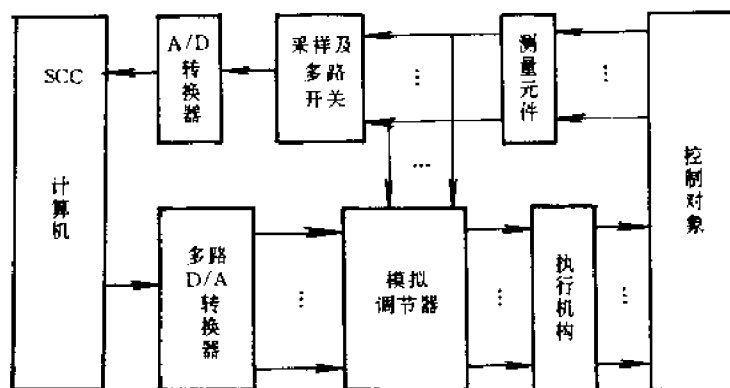 SCC
计
算
机
A/D
转
换
器
采样及
多路
开关
测
量
元
件
控
制
对
象
多路
D/A
转换
器
模拟
调节器
执
行
机
构